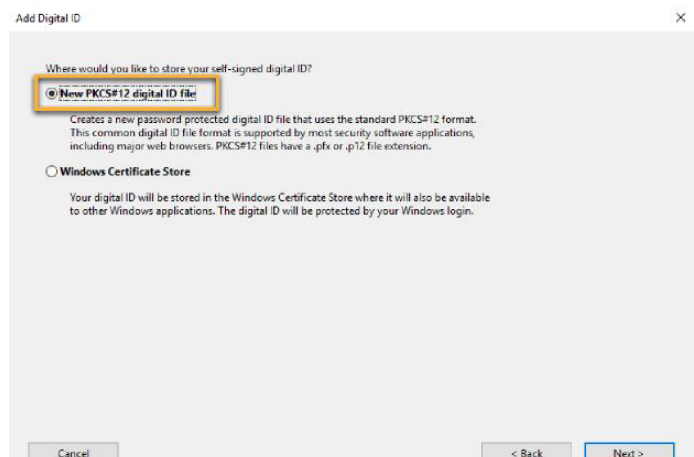 Add Digital ID
Where would you like to store your self-signed digital ID?
New PKCS#12 digital ID file
Creates a new password protected digital ID file that uses the standard PKCS#12 format.
This common digital ID file format is supported by most security software applications,
including major web browsers. PKCS#12 files have a .pfx or .p12 file extension.
Windows Certificate Store
Your digital ID will be stored in the Windows Certificate Store where it will also be available
to other Windows applications. The digital ID will be protected by your Windows login.
Cancel
< Back
Next >